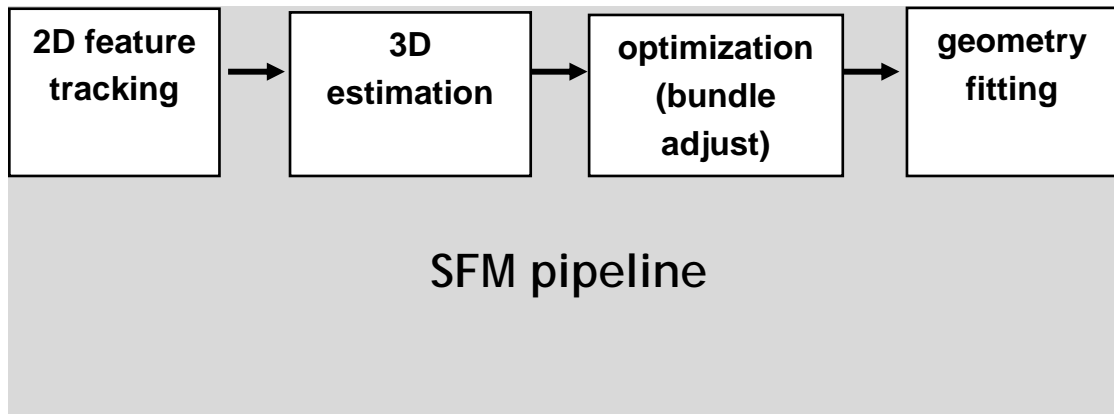 2D feature
tracking
3D
estimation
optimization
(bundle
adjust)
geometry
fitting
SFM pipeline